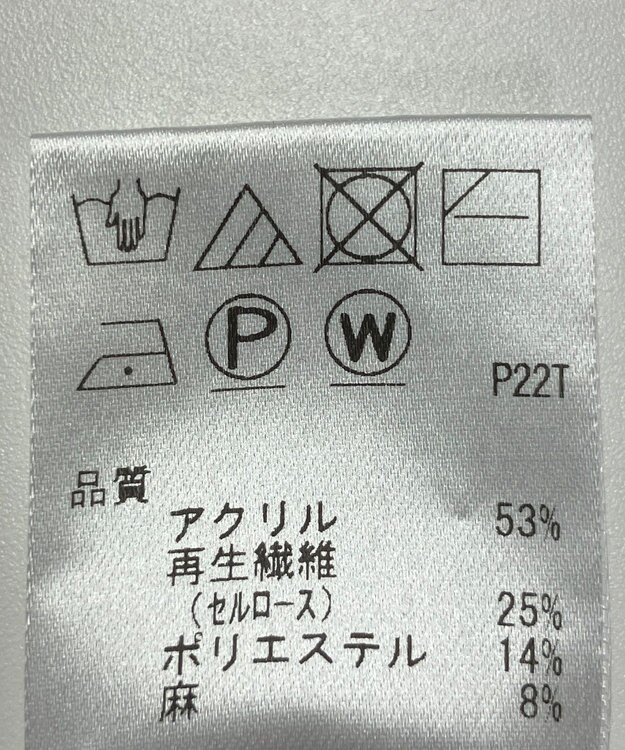 P W
P22T
品質
アクリル 53%
再生繊維
(セルロース) 25%
ポリエステル 14%
麻 8%